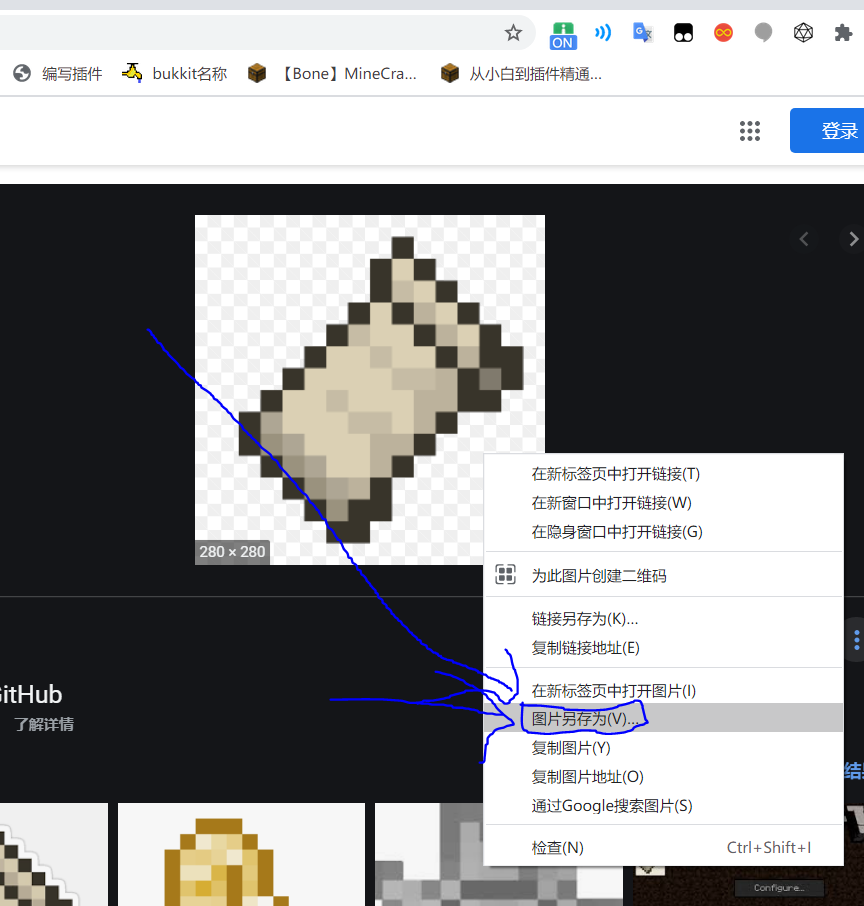 ON
编写插件
bukkit名称
【Bone】MineCra...
从小白到插件精通...
登录
280 × 280
在新标签页中打开链接(T)
在新窗口中打开链接(W)
在隐身窗口中打开链接(G)
为此图片创建二维码
链接另存为(K)...
复制链接地址(E)
在新标签页中打开图片(I)
图片另存为(V)...
复制图片(Y)
复制图片地址(O)
通过Google搜索图片(S)
检查(N) Ctrl+Shift+I
itHub
了解详情
Configure...